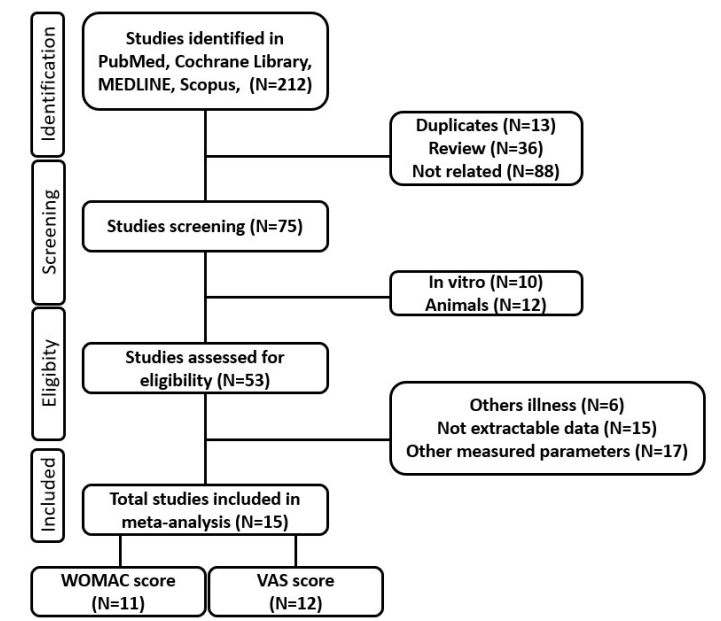 Identification
Studies identified in
PubMed, Cochrane Library,
MEDLINE, Scopus, (N=212)
Duplicates (N=13)
Review (N=36)
Not related (N=88)
Screening
Studies screening (N=75)
In vitro (N=10)
Animals (N=12)
Eligibity
Studies assessed for
eligibility (N=53)
Others illness (N=6)
Not extractable data (N=15)
Other measured parameters (N=17)
Included
Total studies included in
meta-analysis (N=15)
WOMAC score
(N=11)
VAS score
(N=12)